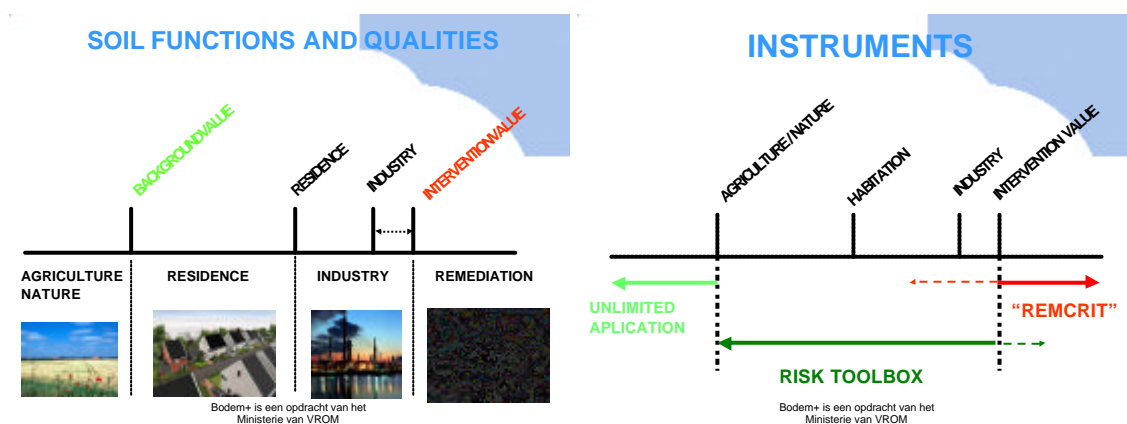 SOIL FUNCTIONS AND QUALITIES
BACKGROUNDVALUE
RESIDENCE
INDUSTRY
INTERVENTIONVALUE
AGRICULTURE
NATURE
RESIDENCE
INDUSTRY
REMEDIATION
Bodem+ is een opdracht van het
Ministerie van VROM
INSTRUMENTS
AGRICULTURE / NATURE
HABITATION
INDUSTRY
INTERVENTION VALUE
UNLIMITED
APLICATION
“REMCRIT”
RISK TOOLBOX
Bodem+ is een opdracht van het
Ministerie van VROM